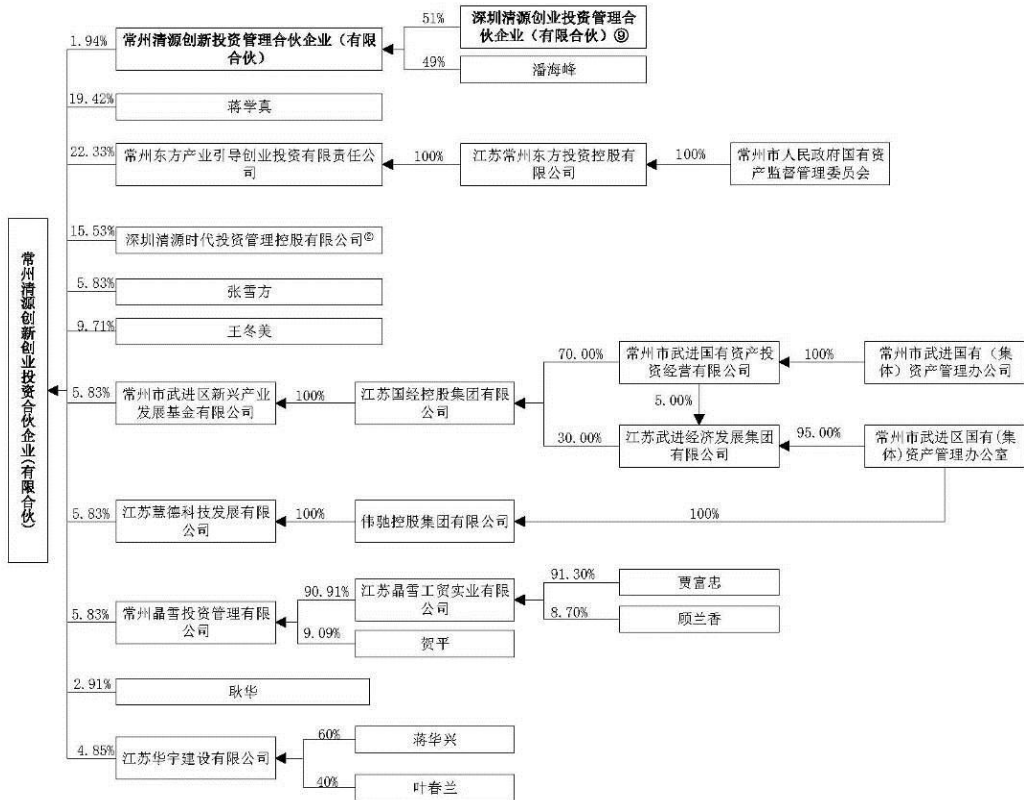 51%
深圳清源创业投资管理合
伙企业（有限合伙）⑨
1.94%
常州清源创新投资管理合伙企业（有限
合伙）
49%
潘海峰
19.42%
蒋学真
22.33%
常州东方产业引导创业投资有限责任公
司
100%
江苏常州东方投资控股有
限公司
100%
常州市人民政府国有资
产监督管理委员会
常州清源创新创业投资合伙企业(有限合伙)
15.53%
深圳清源时代投资管理控股有限公司©
5.83%
张雪方
9.71%
王冬美
5.83%
常州市武进区新兴产业
发展基金有限公司
100%
江苏国经控股集团有限
公司
70.00%
常州市武进国有资产投
资经营有限公司
100%
常州市武进国有（集
体）资产管理办公司
5.00%
30.00%
江苏武进经济发展集团
有限公司
95.00%
常州市武进区国有(集
体)资产管理办公室
5.83%
江苏慧德科技发展有限
公司
100%
伟驰控股集团有限公司
100%
5.83%
常州晶雪投资管理有限
公司
90.91%
江苏晶雪工贸实业有限
公司
91.30%
贾富忠
8.70%
顾兰香
9.09%
贺平
2.91%
耿华
4.85%
江苏华宇建设有限公司
60%
蒋华兴
40%
叶春兰